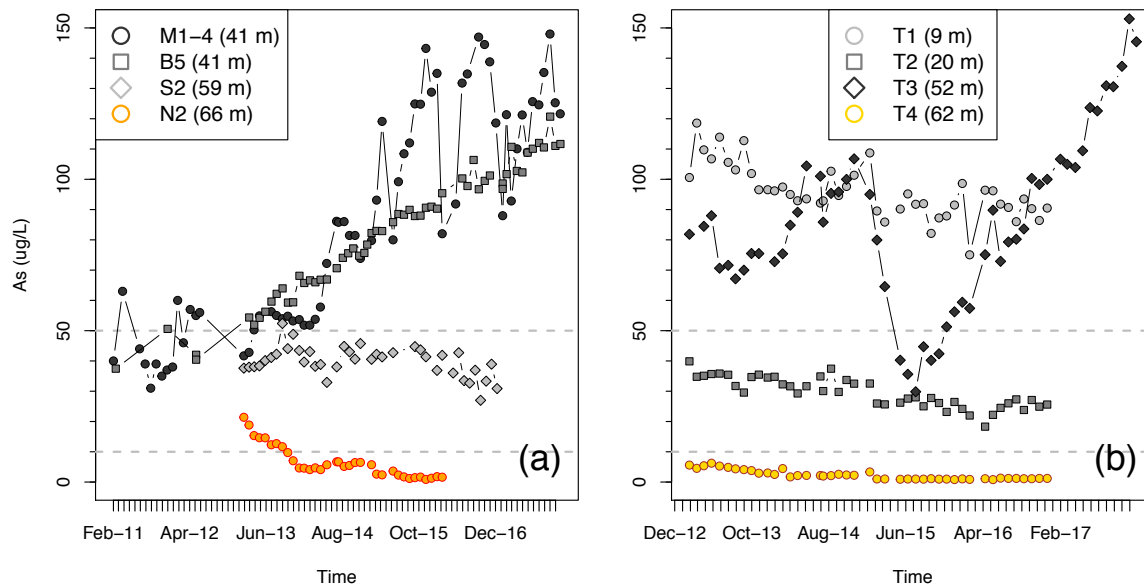 As (ug/L)
150
100
50
0
M1−4 (41 m)
B5 (41 m)
S2 (59 m)
N2 (66 m)
(a)
Feb−11 Apr−12 Jun−13 Aug−14 Oct−15 Dec−16
Time
150
100
50
0
T1 (9 m)
T2 (20 m)
T3 (52 m)
T4 (62 m)
(b)
Dec−12 Oct−13 Aug−14 Jun−15 Apr−16 Feb−17
Time